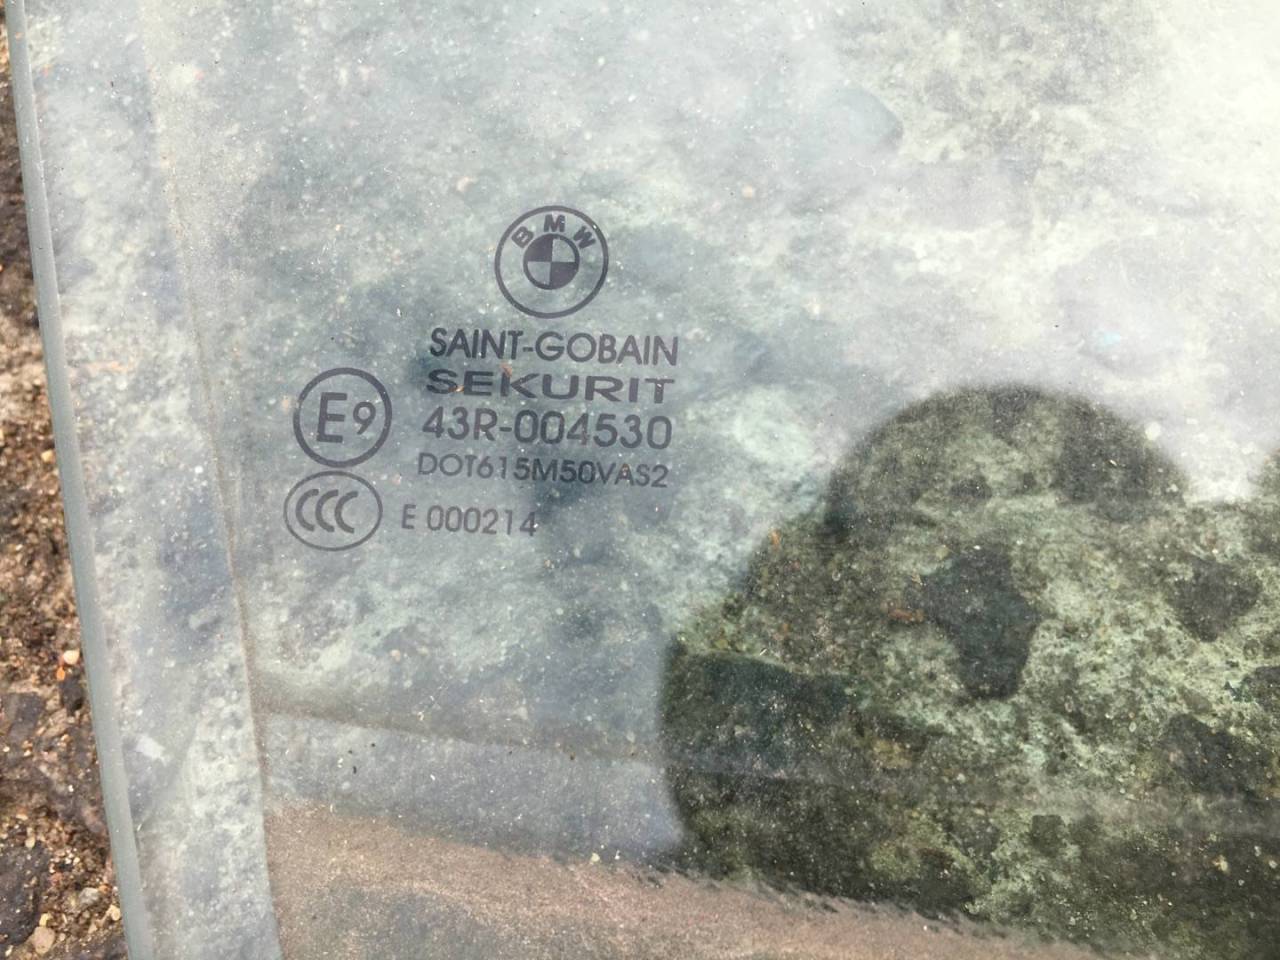 BMW
SAINT-GOBAIN
SEKURIT
E9
43R-004530
DOT615M50VAS2
CCC
E 000214